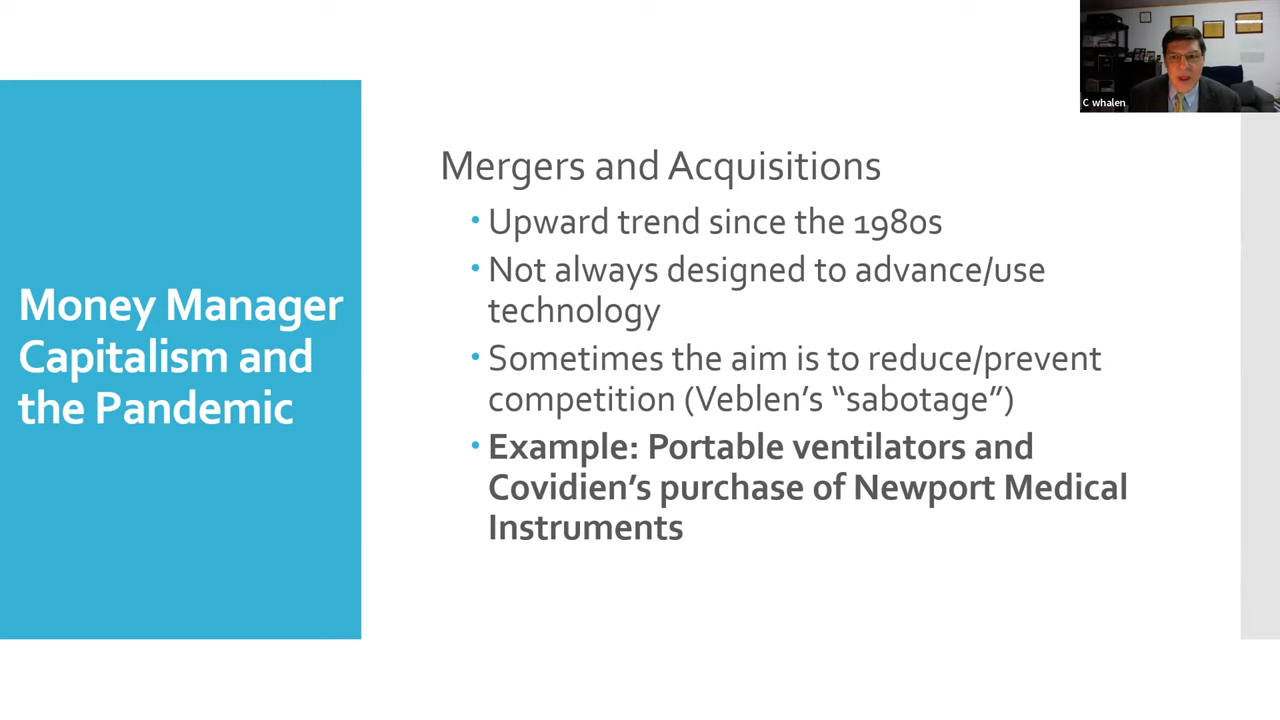 C whalen
Money Manager
Capitalism and
the Pandemic
Mergers and Acquisitions
• Upward trend since the 1980s
• Not always designed to advance/use
technology
• Sometimes the aim is to reduce/prevent
competition (Veblen’s “sabotage”)
• Example: Portable ventilators and
Covidien’s purchase of Newport Medical
Instruments